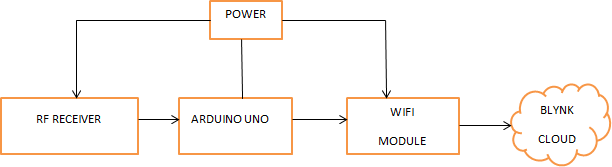 POWER
RF RECEIVER
ARDUINO UNO
WIFI
MODULE
BLYNK
CLOUD